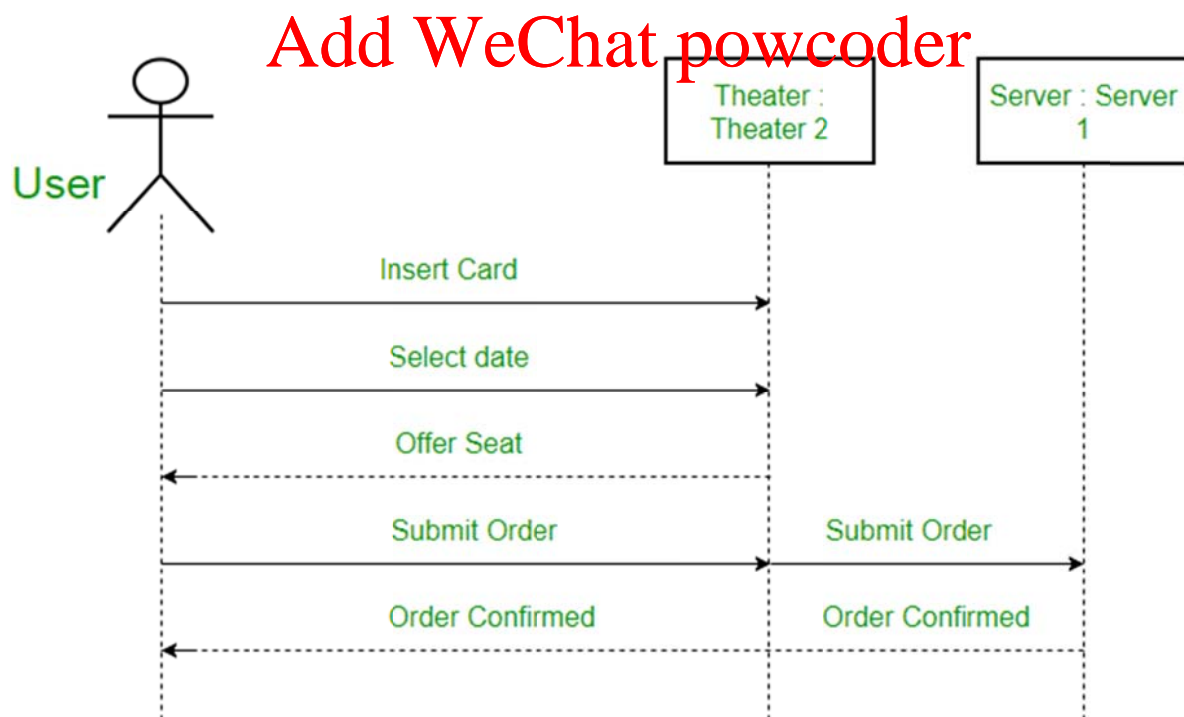 Add WeChat powcoder
Theater :
Theater 2
Server : Server
1
User
Insert Card
Select date
Offer Seat
Submit Order
Submit Order
Order Confirmed
Order Confirmed